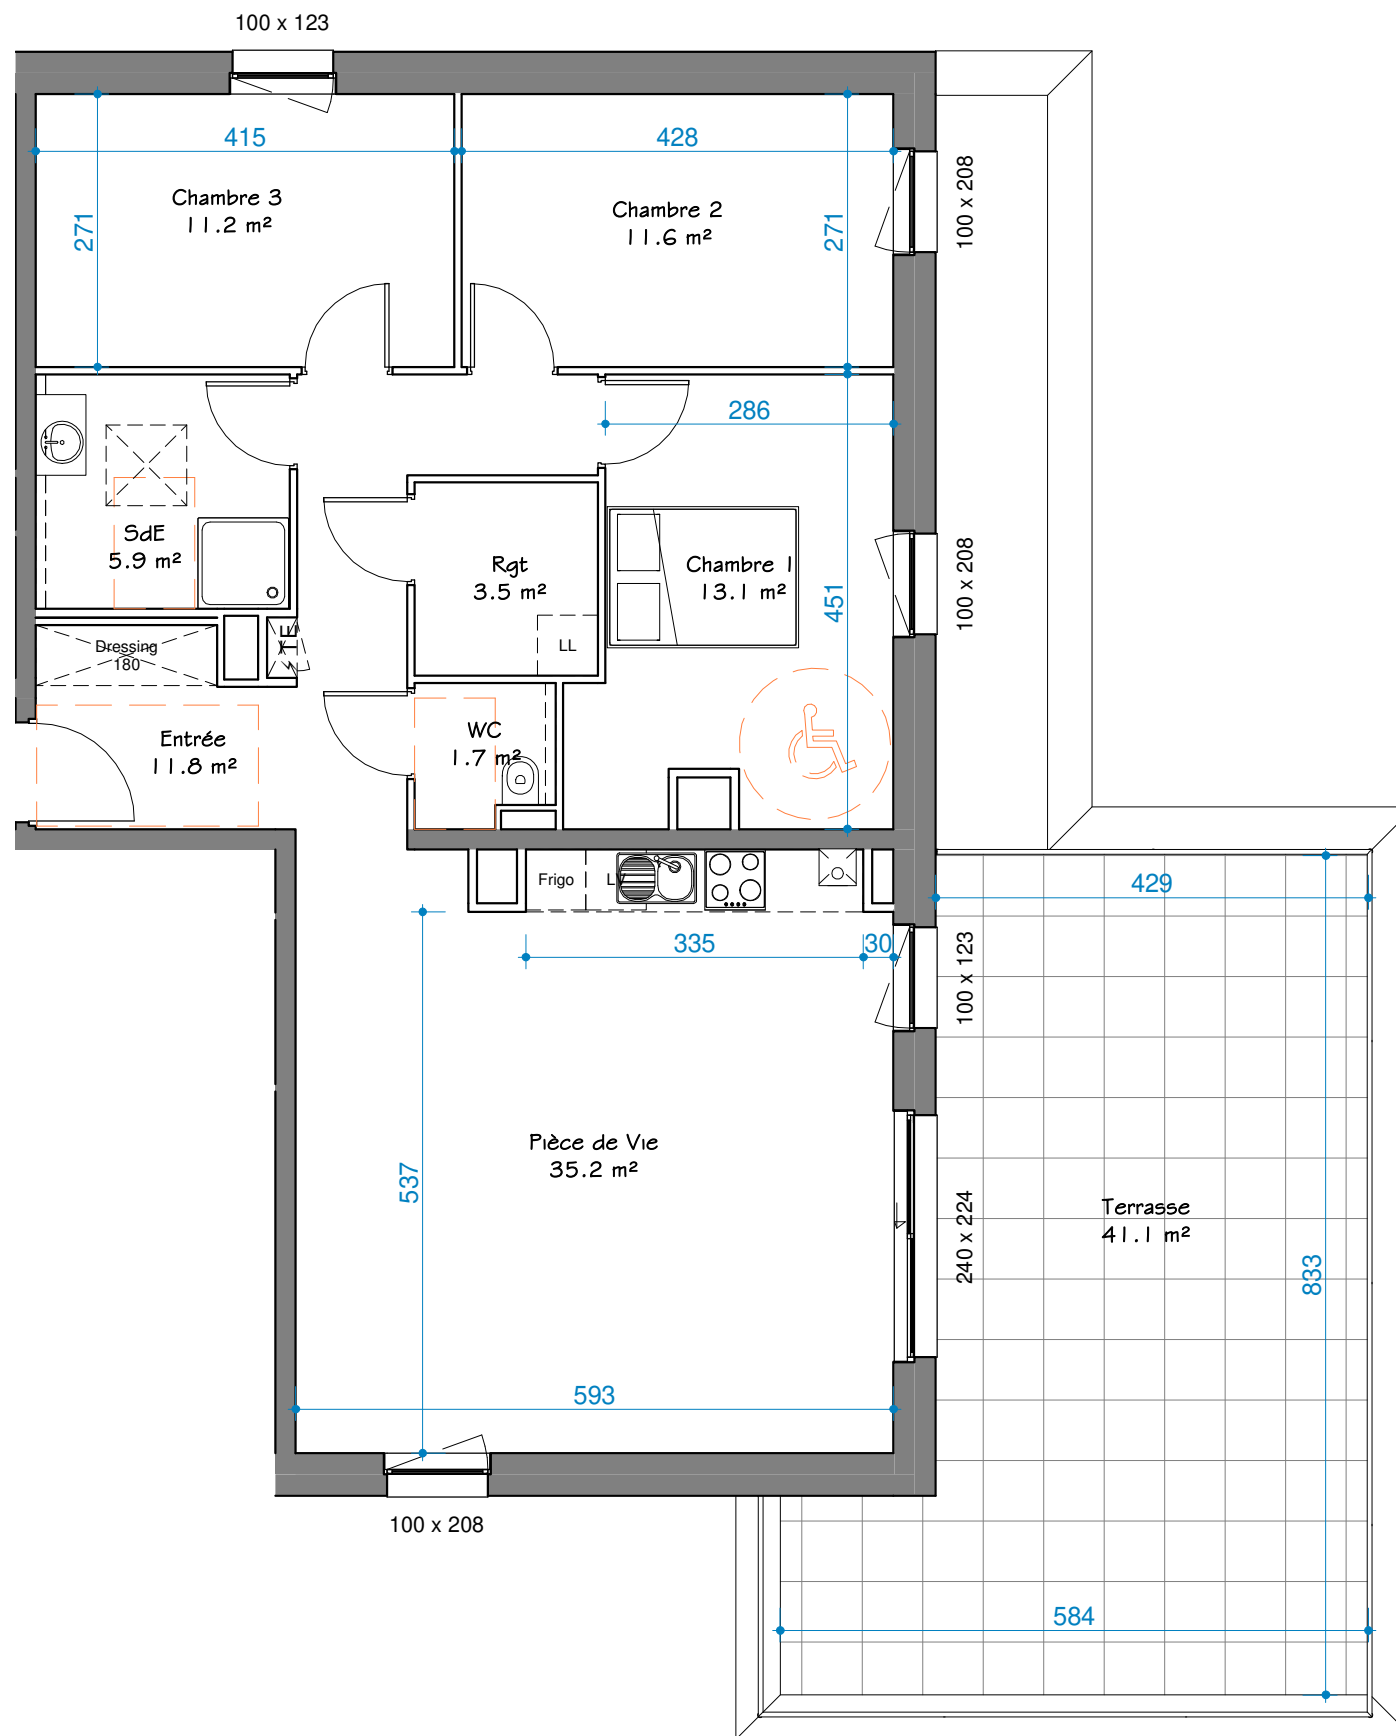 100 x 123
415
428
271
271
Chambre 3
11.2 m²
Chambre 2
11.6 m²
100 x 208
286
SdE
5.9 m²
Rgt
3.5 m²
LL
Chambre 1
13.1 m²
451
100 x 208
Dressing
180
TE
Entrée
11.8 m²
WC
1.7 m²
Frigo
LV
335
30
429
100 x 123
537
Pièce de Vie
35.2 m²
240 x 224
Terrasse
41.1 m²
833
593
100 x 208
584